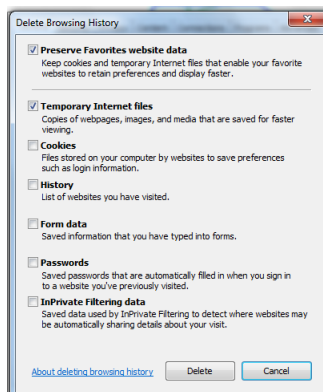 Delete Browsing History
Preserve Favorites website data
Keep cookies and temporary Internet files that enable your favorite
websites to retain preferences and display faster.
Temporary Internet files
Copies of webpages, images, and media that are saved for faster
viewing.
Cookies
Files stored on your computer by websites to save preferences
such as login information.
History
List of websites you have visited.
Form data
Saved information that you have typed into forms.
Passwords
Saved passwords that are automatically filled in when you sign in
to a website you've previously visited.
InPrivate Filtering data
Saved data used by InPrivate Filtering to detect where websites may
be automatically sharing details about your visit.
About deleting browsing history Delete Cancel